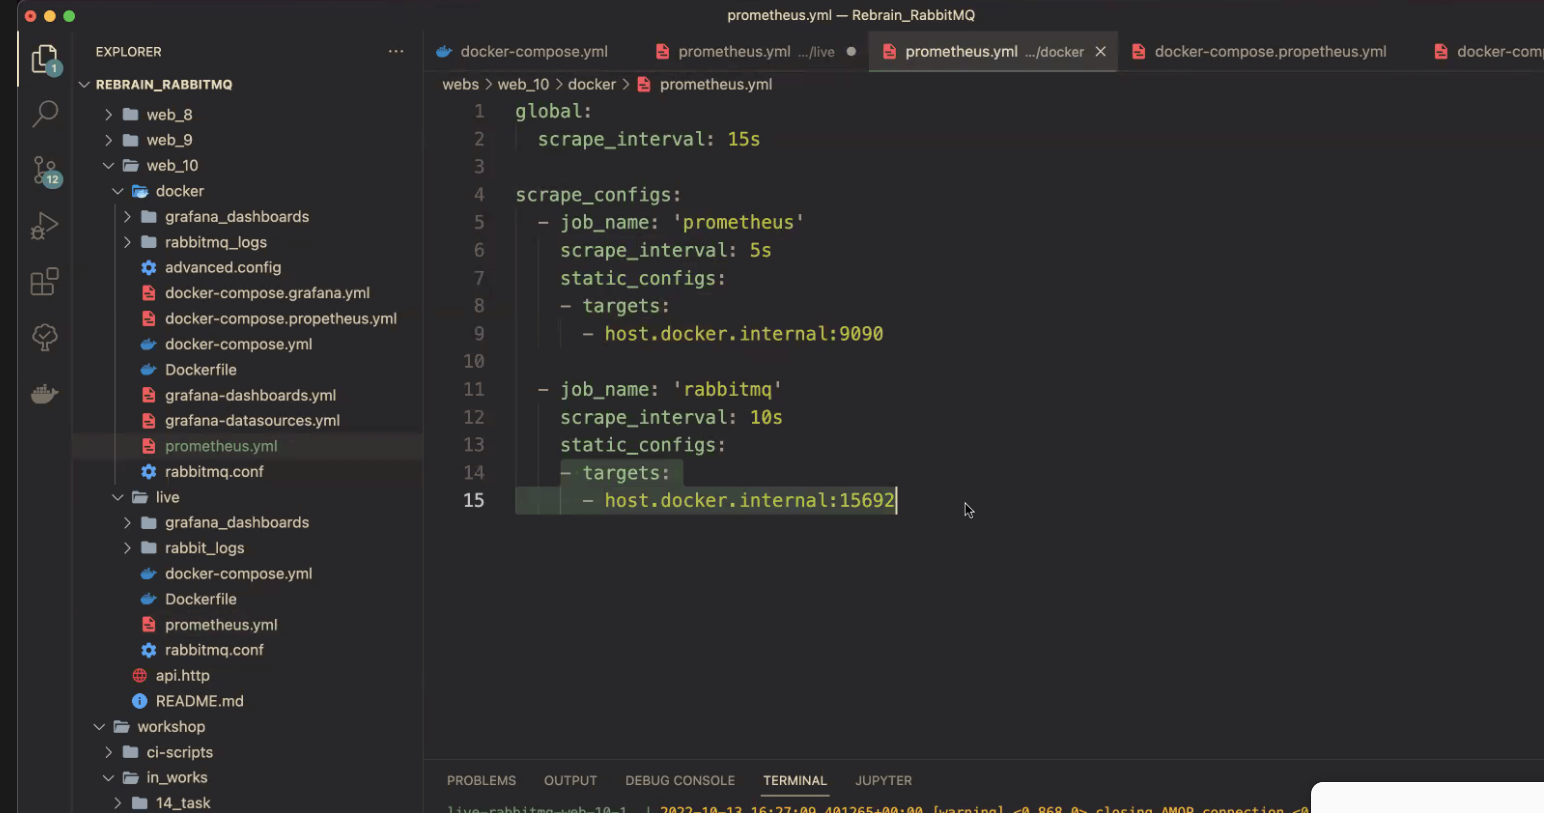 prometheus.yml — Rebrain_RabbitMQ
EXPLORER ···
docker-compose.yml
prometheus.yml .../live
prometheus.yml .../docker
docker-compose.propetheus.yml
docker-com
1
REBRAIN_RABBITMQ
webs > web_10 > docker > prometheus.yml
12
web_8
web_9
web_10
docker
grafana_dashboards
rabbitmq_logs
advanced.config
docker-compose.grafana.yml
docker-compose.propetheus.yml
docker-compose.yml
Dockerfile
grafana-dashboards.yml
grafana-datasources.yml
prometheus.yml
rabbitmq.conf
live
grafana_dashboards
rabbit_logs
docker-compose.yml
Dockerfile
prometheus.yml
rabbitmq.conf
api.http
README.md
workshop
ci-scripts
in_works
14_task
1 global:
2 scrape_interval: 15s
3
4 scrape_configs:
5 - job_name: 'prometheus'
6 scrape_interval: 5s
7 static_configs:
8 - targets:
9 - host.docker.internal:9090
10
11 - job_name: 'rabbitmq'
12 scrape_interval: 10s
13 static_configs:
14 - targets:
15 - host.docker.internal:15692
PROBLEMS OUTPUT DEBUG CONSOLE TERMINAL JUPYTER
live-rabbitmq-web-10-1 | 2022-10-13 16:27:09.401265+00:00 [warning] <0.868.0> closing AMQP connection <0